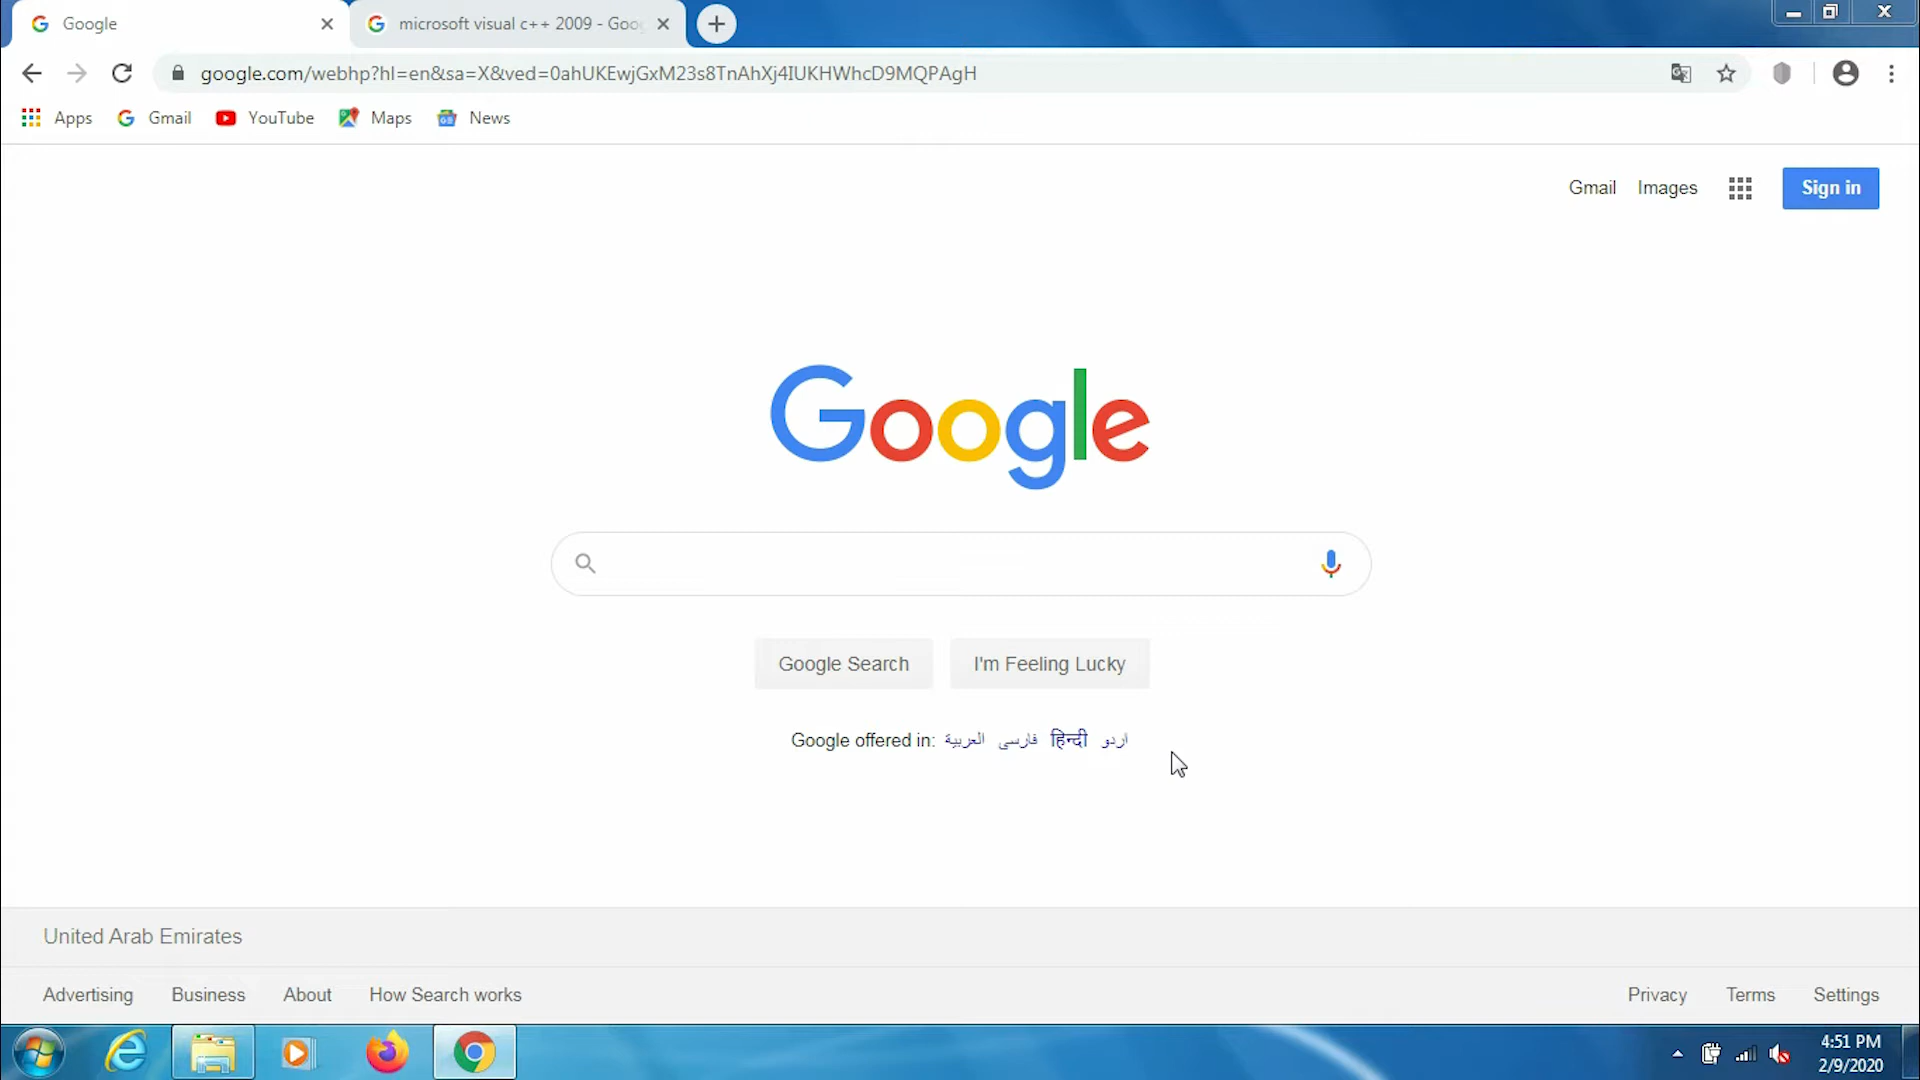 Google
microsoft visual c++ 2009 - Goo
google.com/webhp?hl=en&sa=X&ved=0ahUKEwjGxM23s8TnAhXj4IUKHWhcD9MQPAgH
Apps Gmail YouTube Maps News
Gmail Images Sign in
Google
Google Search I'm Feeling Lucky
Google offered in: العربية فارسی हिन्दी اردو
United Arab Emirates
Advertising Business About How Search works Privacy Terms Settings
4:51 PM
2/9/2020